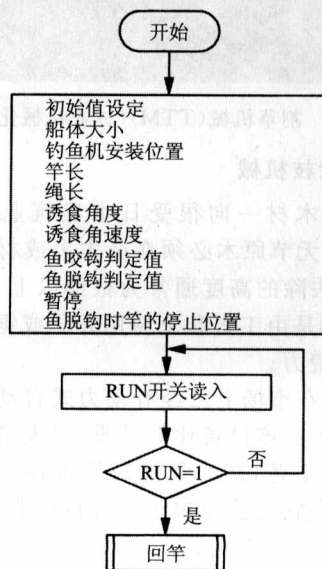 开始
初始值设定
船体大小
钓鱼机安装位置
竿长
绳长
诱食角度
诱食角速度
鱼咬钩判定值
鱼脱钩判定值
暂停
鱼脱钩时竿的停止位置
RUN开关读入
RUN=1
否
是
回竿